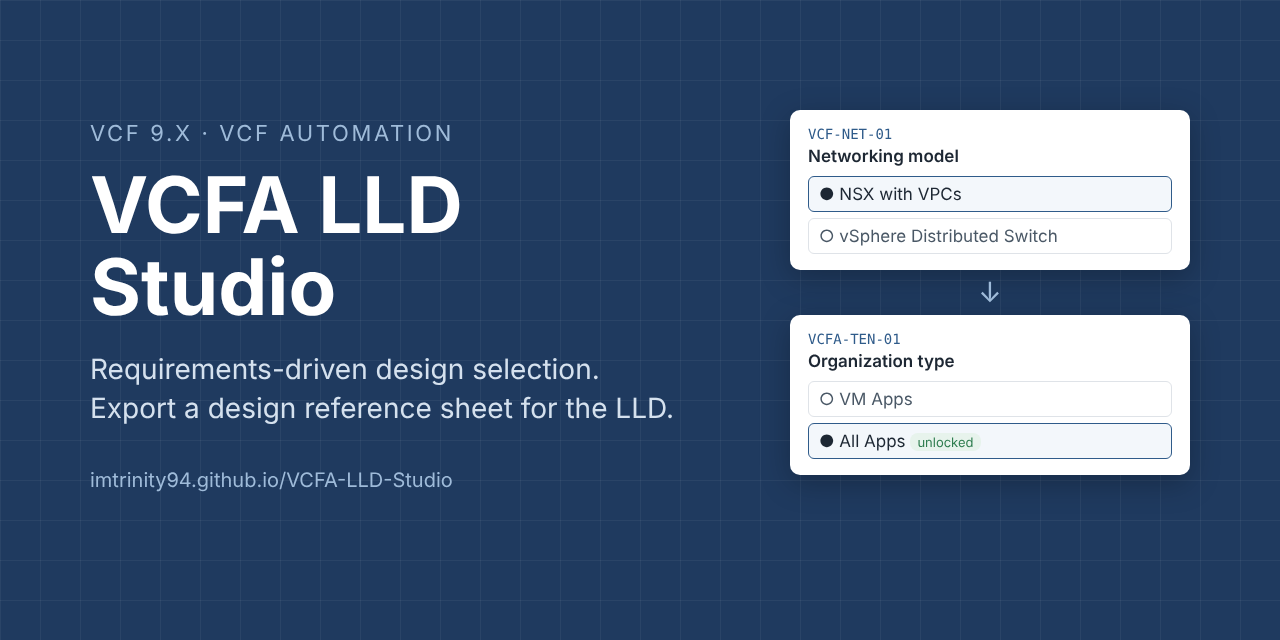 VCF 9.X · VCF AUTOMATION
VCFA LLD
Studio
Requirements-driven design selection.
Export a design reference sheet for the LLD.
imtrinity94.github.io/VCFA-LLD-Studio
VCF-NET-01
Networking model
NSX with VPCs
vSphere Distributed Switch
VCFA-TEN-01
Organization type
VM Apps
All Apps unlocked